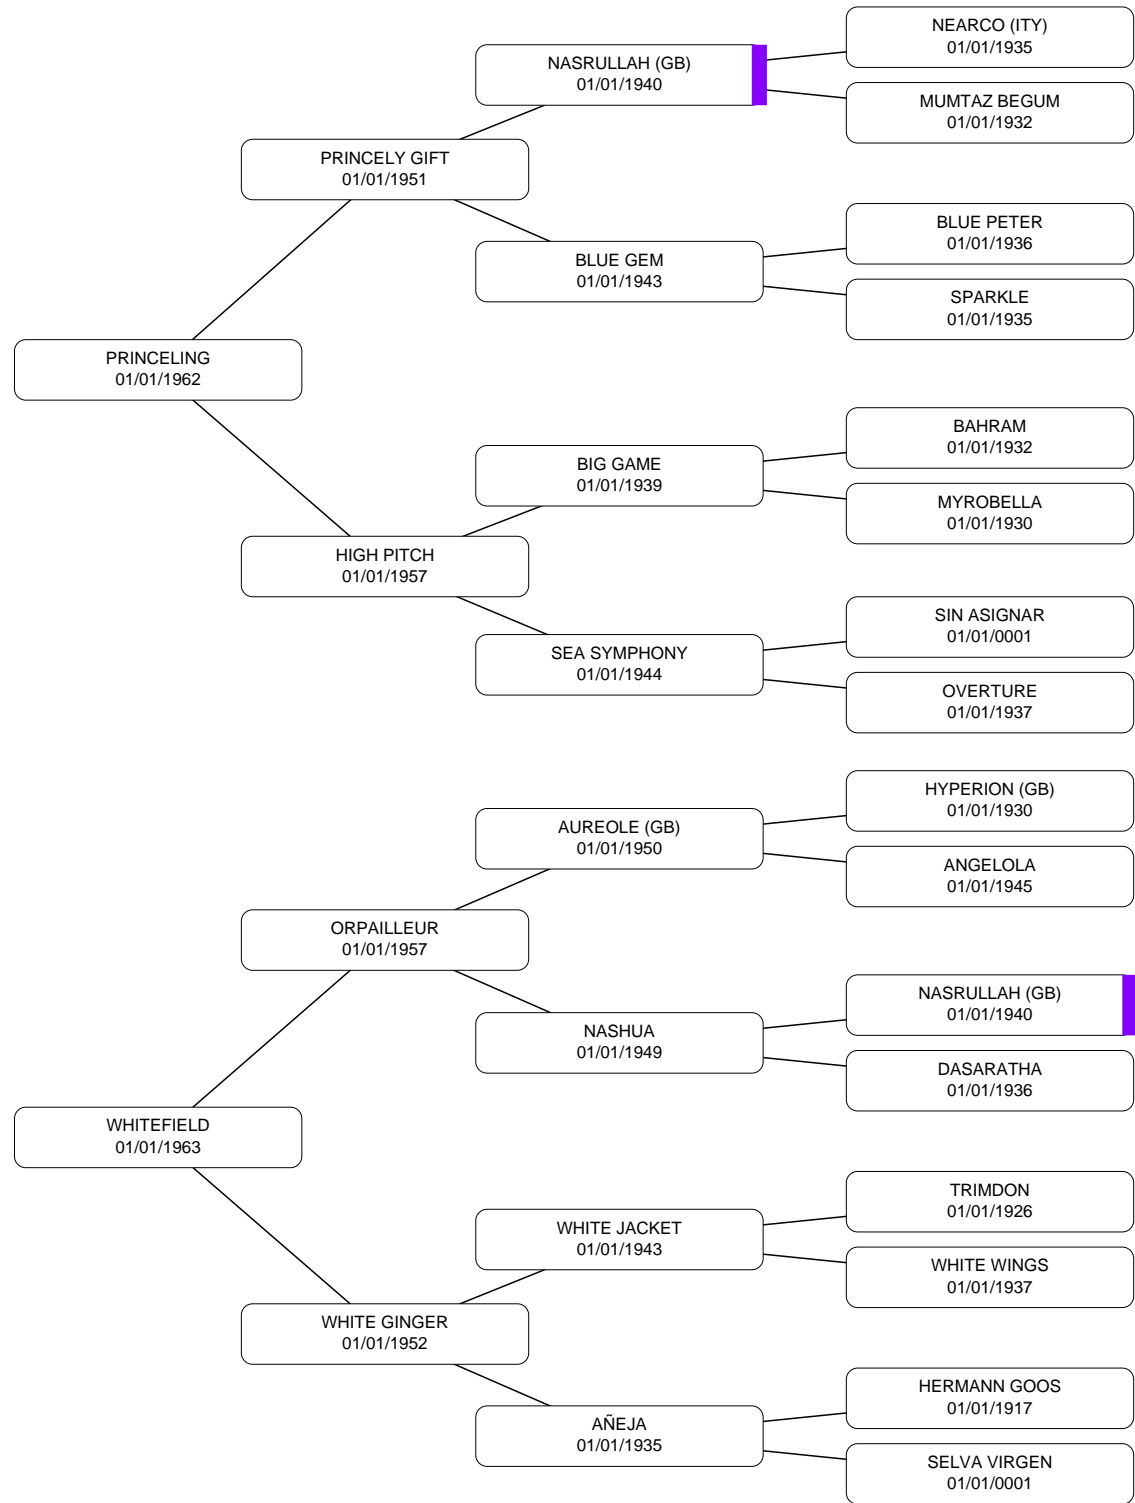 NEARCO (ITY)
01/01/1935
NASRULLAH (GB)
01/01/1940
MUMTAZ BEGUM
01/01/1932
PRINCELY GIFT
01/01/1951
BLUE PETER
01/01/1936
BLUE GEM
01/01/1943
SPARKLE
01/01/1935
PRINCELING
01/01/1962
BAHRAM
01/01/1932
BIG GAME
01/01/1939
MYROBELLA
01/01/1930
HIGH PITCH
01/01/1957
SIN ASIGNAR
01/01/0001
SEA SYMPHONY
01/01/1944
OVERTURE
01/01/1937
HYPERION (GB)
01/01/1930
AUREOLE (GB)
01/01/1950
ANGELOLA
01/01/1945
ORPAILLEUR
01/01/1957
NASRULLAH (GB)
01/01/1940
NASHUA
01/01/1949
DASARATHA
01/01/1936
WHITEFIELD
01/01/1963
TRIMDON
01/01/1926
WHITE JACKET
01/01/1943
WHITE WINGS
01/01/1937
WHITE GINGER
01/01/1952
HERMANN GOOS
01/01/1917
AÑEJA
01/01/1935
SELVA VIRGEN
01/01/0001